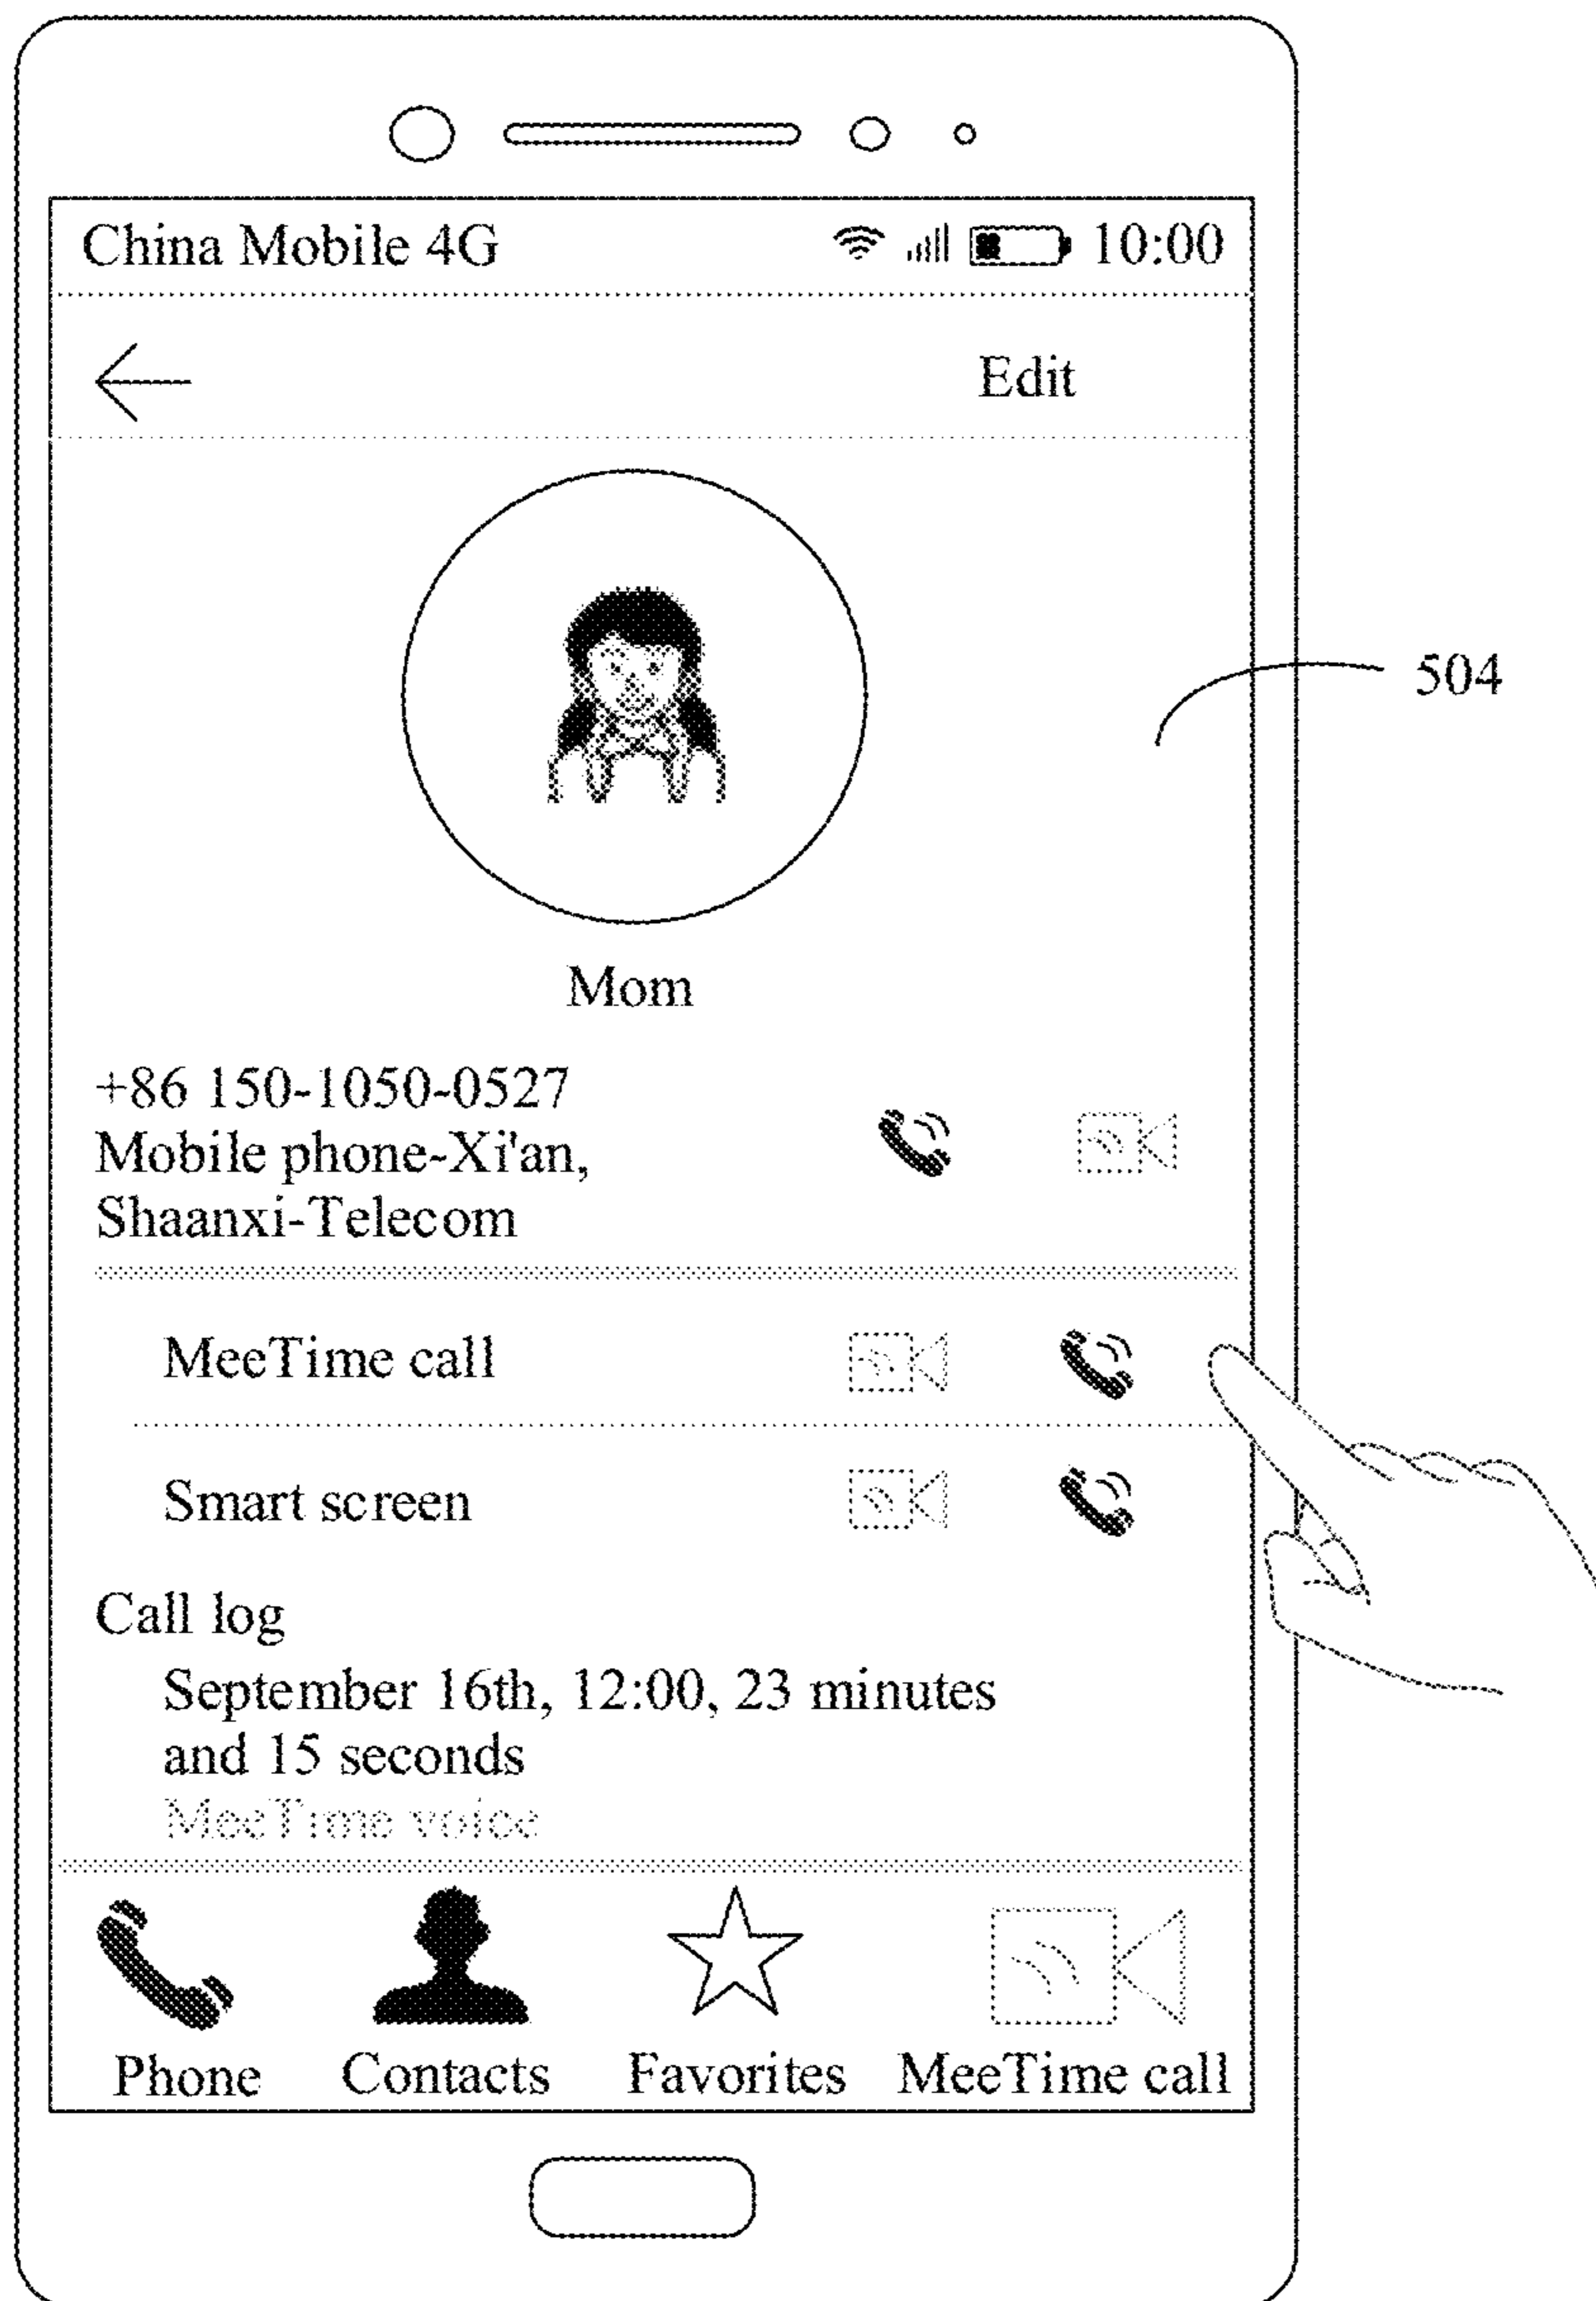 China Mobile 4G 10:00
Edit
504
Mom
+86 150-1050-0527
Mobile phone-Xi'an,
Shaanxi-Telecom
MeeTime call
Smart screen
Call log
September 16th, 12:00, 23 minutes
and 15 seconds
MeeTime voice
Phone Contacts Favorites MeeTime call